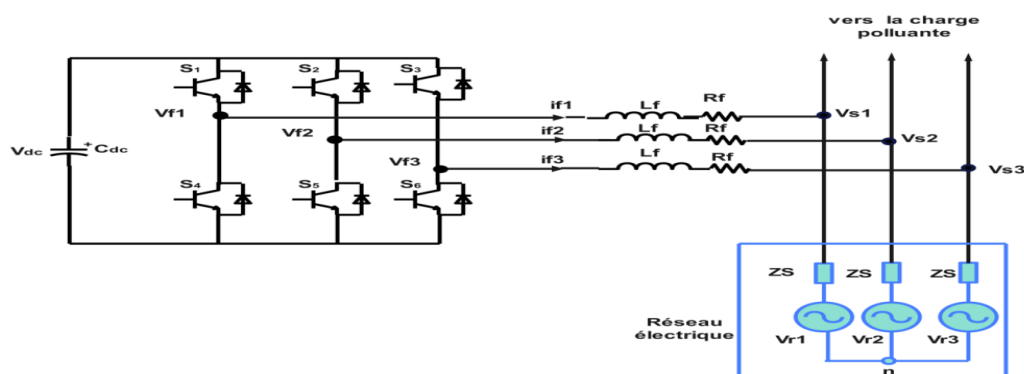 vers la charge
polluante
S1
S2
S3
Vf1
Vf2
Vf3
Vdc
+
Cdc
S4
S5
S6
if1
Lf
Rf
Vs1
if2
Lf
Rf
Vs2
if3
Lf
Rf
Vs3
ZS
ZS
ZS
Réseau
électrique
Vr1
Vr2
Vr3
n